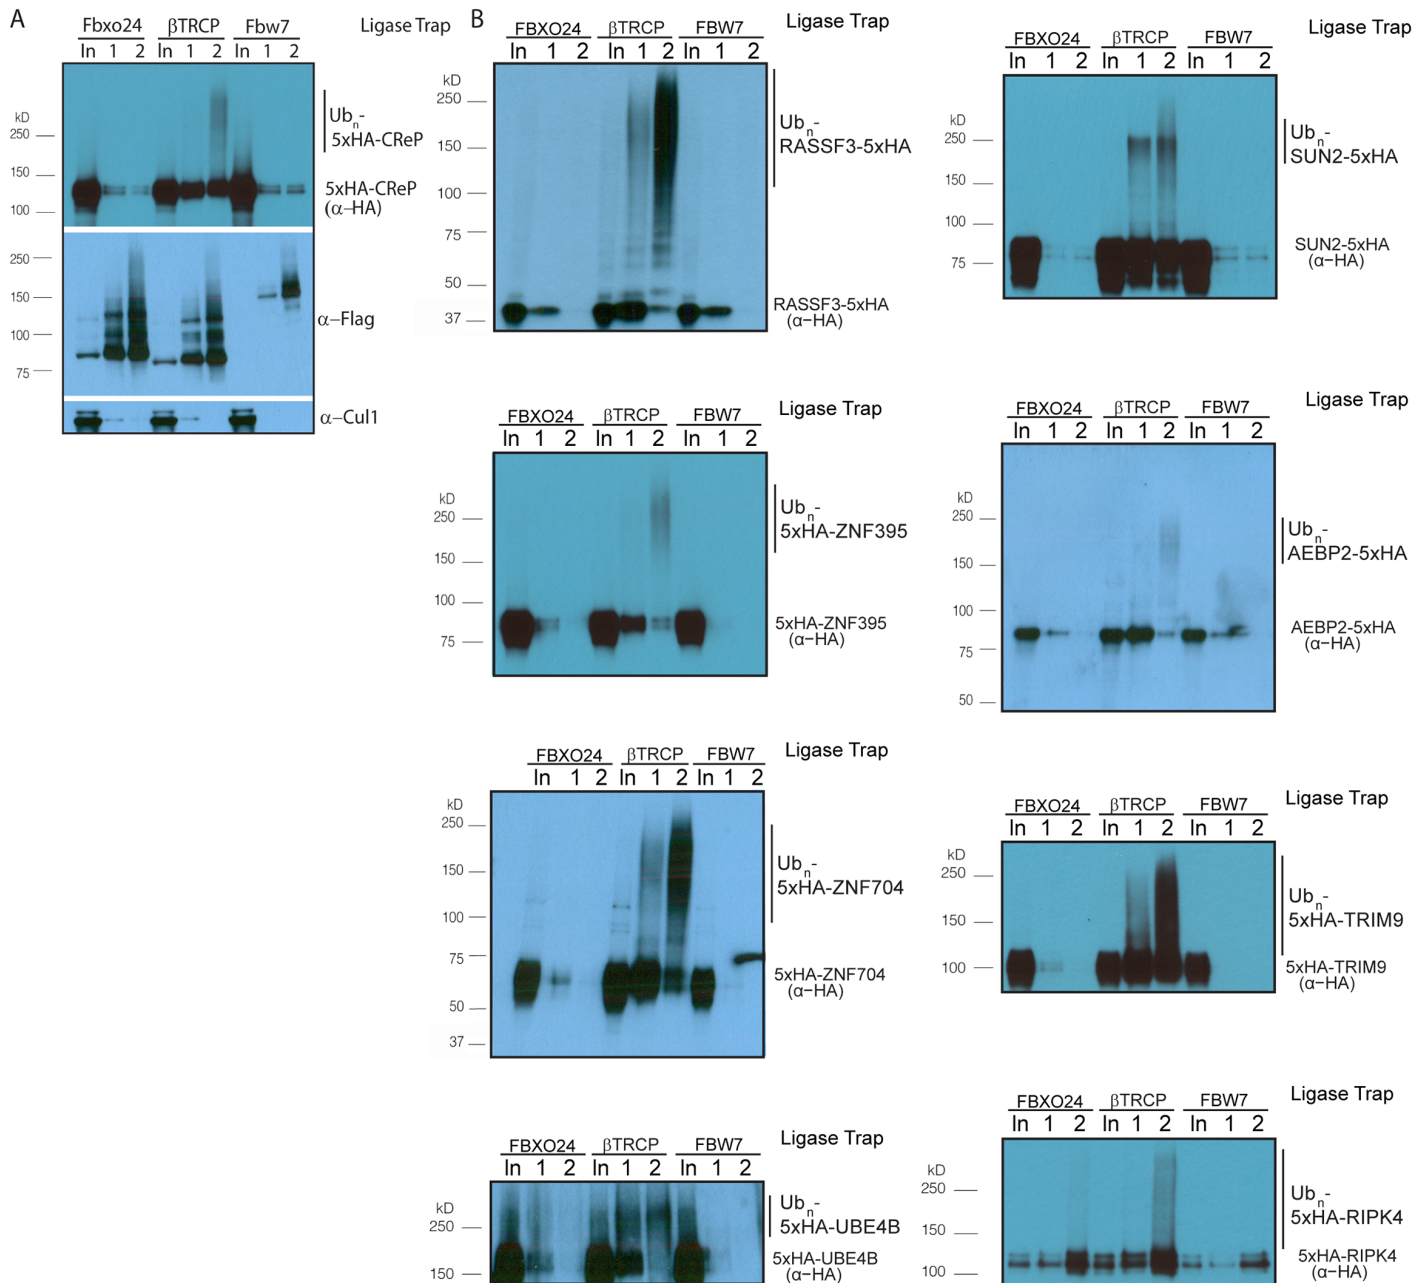 A
Fbxo24 βTRCP Fbw7 Ligase Trap
In 1 2 In 1 2 In 1 2
kD
250
150
100
Ubn-
5xHA-CReP
5xHA-CReP
(α-HA)
250
150
100
75
α-Flag
α-Cul1
B
FBXO24 βTRCP FBW7 Ligase Trap
In 1 2 In 1 2 In 1 2
kD
250
150
100
75
50
37
Ubn-
RASSF3-5xHA
RASSF3-5xHA
(α-HA)
FBXO24 βTRCP FBW7 Ligase Trap
In 1 2 In 1 2 In 1 2
kD
250
150
100
75
Ubn-
SUN2-5xHA
SUN2-5xHA
(α-HA)
FBXO24 βTRCP FBW7 Ligase Trap
In 1 2 In 1 2 In 1 2
kD
250
150
100
75
Ubn-
5xHA-ZNF395
5xHA-ZNF395
(α-HA)
FBXO24 βTRCP FBW7 Ligase Trap
In 1 2 In 1 2 In 1 2
kD
250
150
100
75
50
Ubn-
AEBP2-5xHA
AEBP2-5xHA
(α-HA)
FBXO24 βTRCP FBW7 Ligase Trap
In 1 2 In 1 2 In 1 2
kD
250
150
100
75
50
37
Ubn-
5xHA-ZNF704
5xHA-ZNF704
(α-HA)
FBXO24 βTRCP FBW7 Ligase Trap
In 1 2 In 1 2 In 1 2
kD
250
150
100
Ubn-
5xHA-TRIM9
5xHA-TRIM9
(α-HA)
FBXO24 βTRCP FBW7 Ligase Trap
In 1 2 In 1 2 In 1 2
kD
250
150
Ubn-
5xHA-UBE4B
5xHA-UBE4B
(α-HA)
FBXO24 βTRCP FBW7 Ligase Trap
In 1 2 In 1 2 In 1 2
kD
250
150
100
Ubn-
5xHA-RIPK4
5xHA-RIPK4
(α-HA)